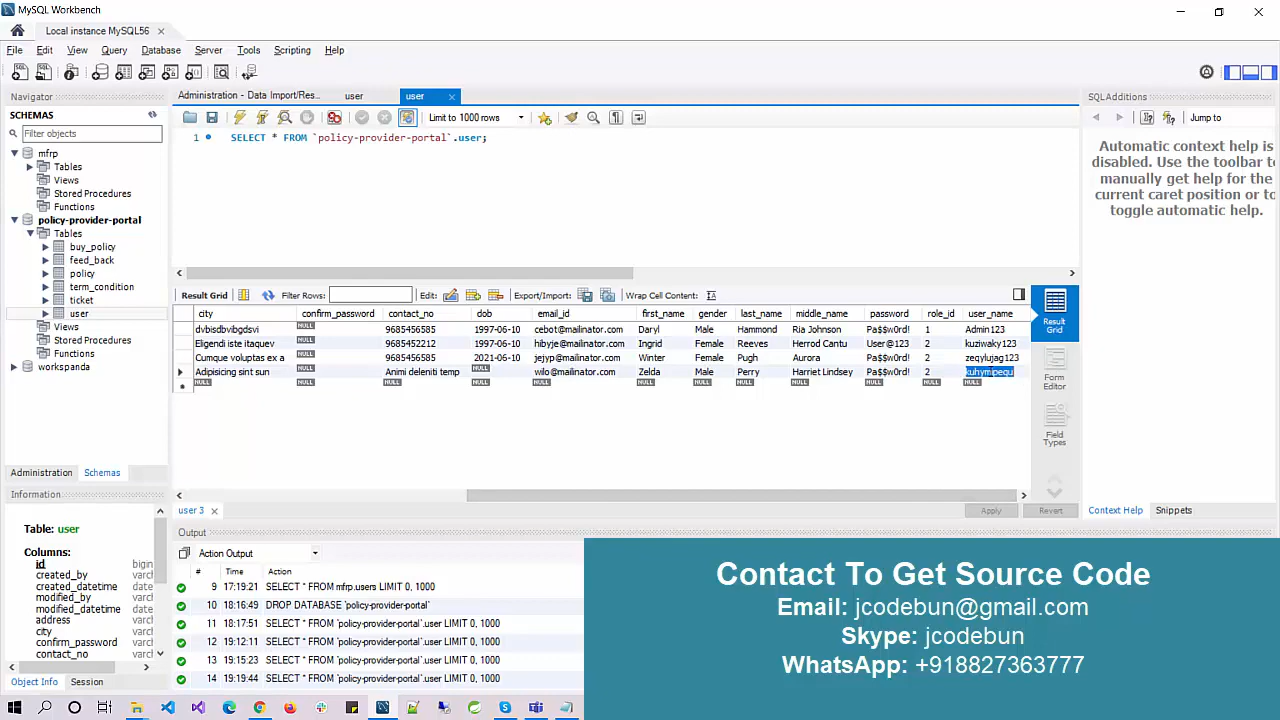 MySQL Workbench
Local instance MySQL56
File Edit View Query Database Server Tools Scripting Help
Navigator
SCHEMAS
Filter objects
mfrp
Tables
Views
Stored Procedures
Functions
policy-provider-portal
Tables
buy_policy
feed_back
policy
term_condition
ticket
user
Views
Stored Procedures
Functions
workspanda
Administration Schemas
Information
Table: user
Columns:
id bigin
created_by varch
created_datetime varch
modified_by varch
modified_datetime varch
address varch
city varch
confirm_password varch
contact_no varch
Object Info Session
Administration - Data Import/Res... user user
Limit to 1000 rows
1 SELECT * FROM `policy-provider-portal`.user;
Result Grid Filter Rows: Edit: Export/Import: Wrap Cell Content:
city confirm_password contact_no dob email_id first_name gender last_name middle_name password role_id user_name
dvbisdbvibgdsvi NULL 9685456585 1997-06-18 cebot@mailinator.com Daryl Male Hammond Ria Johnson Pa$$w0rd! 1 Admin123
Eligendi iste itaquev NULL 9685452212 1997-06-10 hibyje@mailinator.com Ingrid Female Reeves Herrod Cantu User@123 2 kuziwaky123
Cumque voluptas ex a NULL 9685456585 2021-06-10 jejyp@mailinator.com Winter Female Pugh Aurora Pa$$w0rd! 2 zeqylujag123
Adipisicing sint sun NULL Animi deleniti temp NULL wilo@mailinator.com Zelda Male Perry Harriet Lindsey Pa$$w0rd! 2 kuhymipequ
NULL NULL NULL NULL NULL NULL NULL NULL NULL NULL NULL NULL
Result Grid
Form Editor
Field Types
user 3
Apply Revert
Output
Action Output
# Time Action
9 17:19:21 SELECT * FROM mfrp.users LIMIT 0, 1000
10 18:16:49 DROP DATABASE `policy-provider-portal`
11 18:17:51 SELECT * FROM `policy-provider-portal`.user LIMIT 0, 1000
12 19:12:11 SELECT * FROM `policy-provider-portal`.user LIMIT 0, 1000
13 19:15:23 SELECT * FROM `policy-provider-portal`.user LIMIT 0, 1000
14 19:19:44 SELECT * FROM `policy-provider-portal`.user LIMIT 0, 1000
SQLAdditions
Jump to
Automatic context help is
disabled. Use the toolbar to
manually get help for the
current caret position or to
toggle automatic help.
Context Help Snippets
Contact To Get Source Code
Email: jcodebun@gmail.com
Skype: jcodebun
WhatsApp: +918827363777